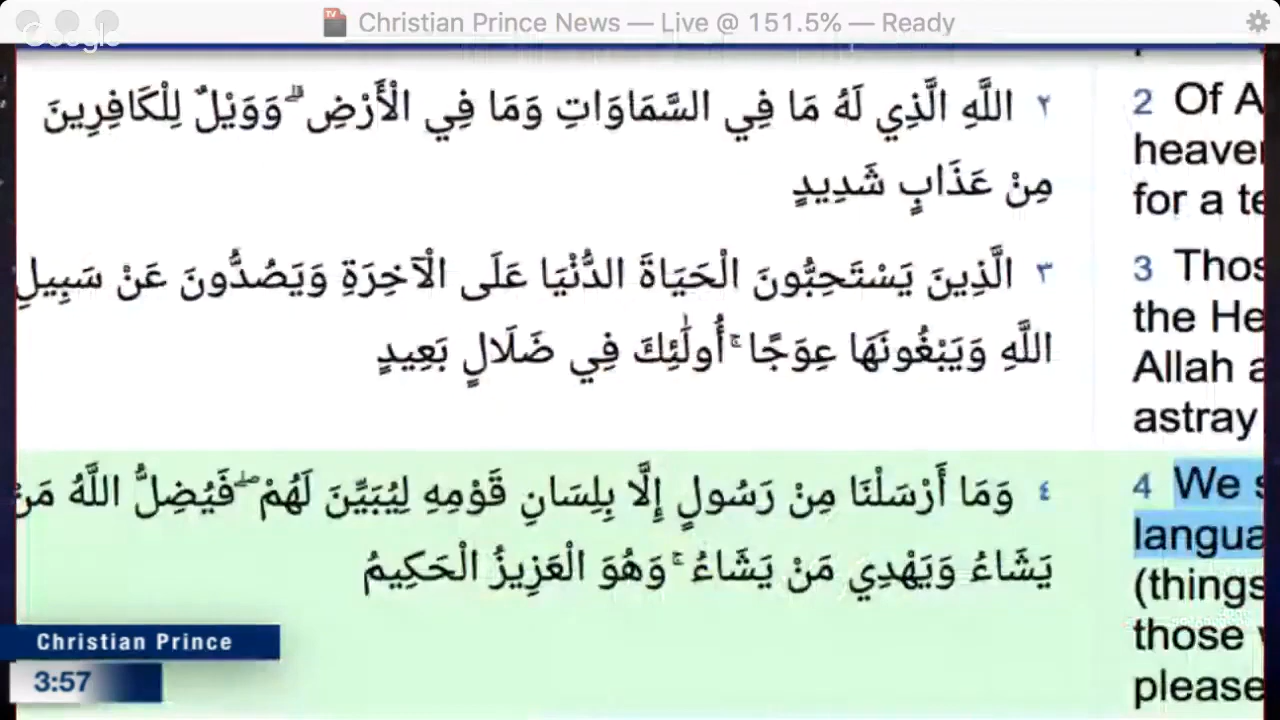 Christian Prince News — Live @ 151.5% — Ready
Google
٢ اللَّهِ الَّذِي لَهُ مَا فِي السَّمَاوَاتِ وَمَا فِي الْأَرْضِ ۗ وَوَيْلٌ لِلْكَافِرِينَ
مِنْ عَذَابٍ شَدِيدٍ
٣ الَّذِينَ يَسْتَحِبُّونَ الْحَيَاةَ الدُّنْيَا عَلَى الْآخِرَةِ وَيَصُدُّونَ عَنْ سَبِيلِ
اللَّهِ وَيَبْغُونَهَا عِوَجًا ۚ أُولَٰئِكَ فِي ضَلَالٍ بَعِيدٍ
٤ وَمَا أَرْسَلْنَا مِنْ رَسُولٍ إِلَّا بِلِسَانِ قَوْمِهِ لِيُبَيِّنَ لَهُمْ ۖ فَيُضِلُّ اللَّهُ مَنْ
يَشَاءُ وَيَهْدِي مَنْ يَشَاءُ ۚ وَهُوَ الْعَزِيزُ الْحَكِيمُ
2 Of A
heave
for a te
3 Thos
the He
Allah a
astray
4 We s
langua
(things
those
please
Christian Prince
3:57